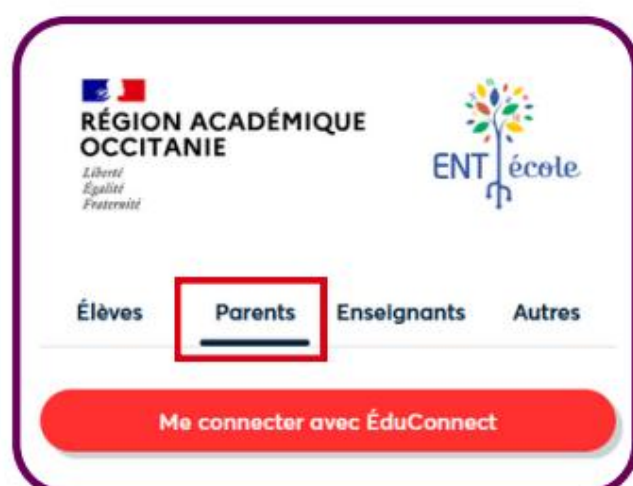 RÉGION ACADÉMIQUE
OCCITANIE
Liberté
Égalité
Fraternité
ENT école
Élèves Parents Enseignants Autres
Me connecter avec ÉduConnect